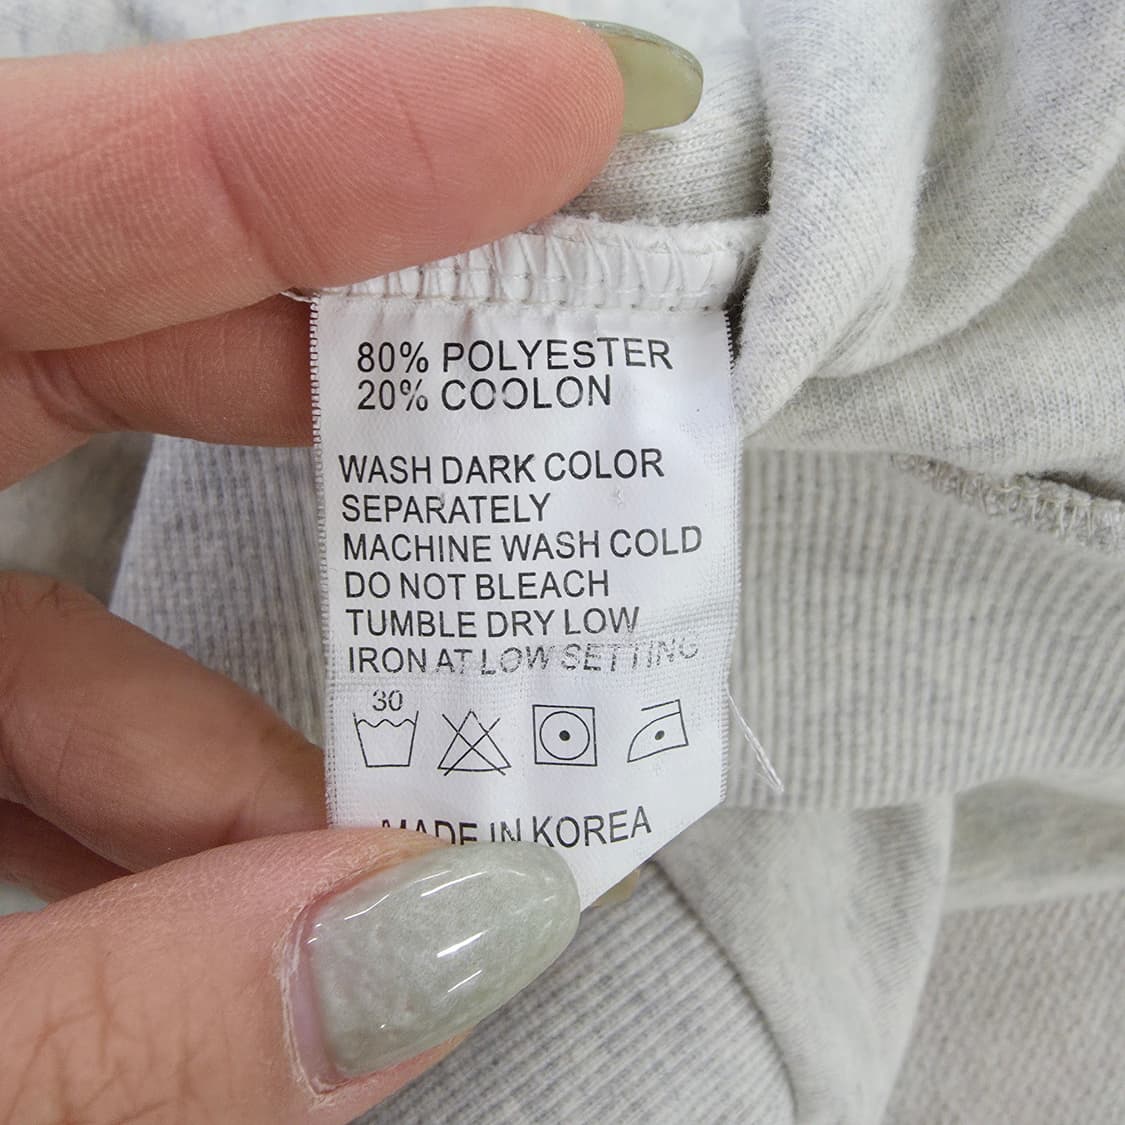 80% POLYESTER
20% COOLON
WASH DARK COLOR
SEPARATELY
MACHINE WASH COLD
DO NOT BLEACH
TUMBLE DRY LOW
IRON AT LOW SETTING
30
MADE IN KOREA